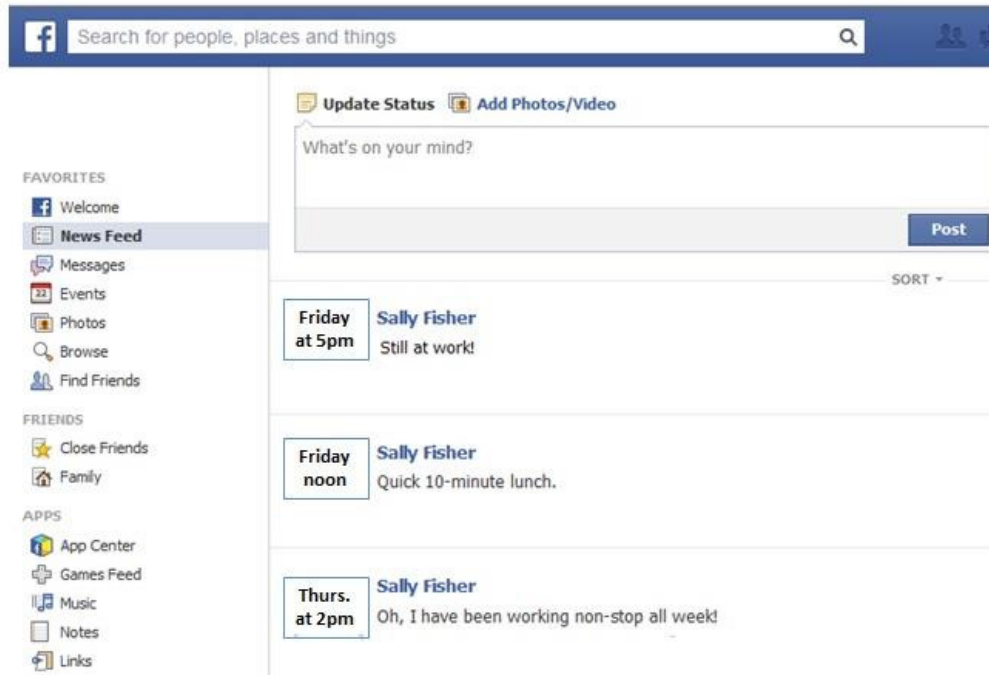 f Search for people, places and things
Update Status Add Photos/Video
What's on your mind?
Post
SORT
FAVORITES
Welcome
News Feed
Messages
22 Events
Photos
Browse
Find Friends
FRIENDS
Close Friends
Family
APPS
App Center
Games Feed
Music
Notes
Links
Friday
at 5pm
Sally Fisher
Still at work!
Friday
noon
Sally Fisher
Quick 10-minute lunch.
Thurs.
at 2pm
Sally Fisher
Oh, I have been working non-stop all week!